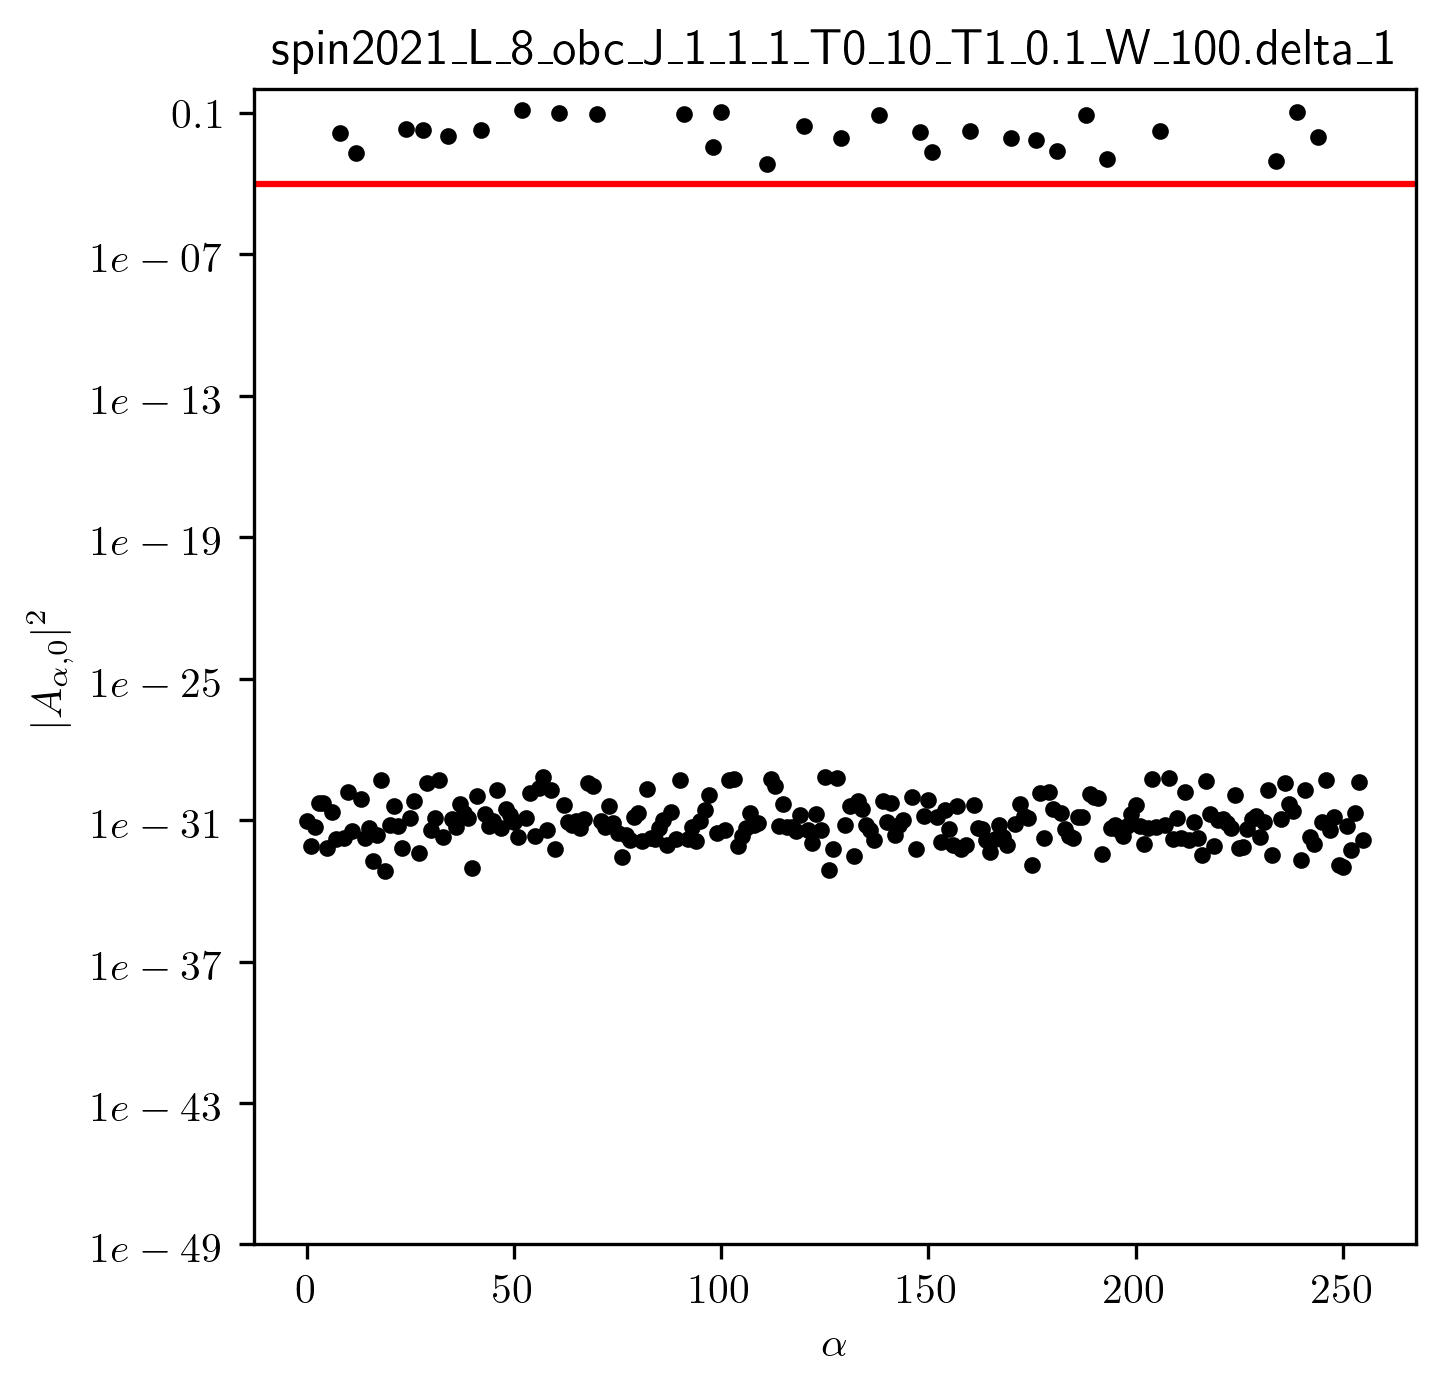 spin2021_L_8_obc_J_1_1_1_T0_10_T1_0.1_W_100.delta_1
0.1
1e − 07
1e − 13
1e − 19
1e − 25
1e − 31
1e − 37
1e − 43
1e − 49
|A_{α,0}|^2
0 50 100 150 200 250
α